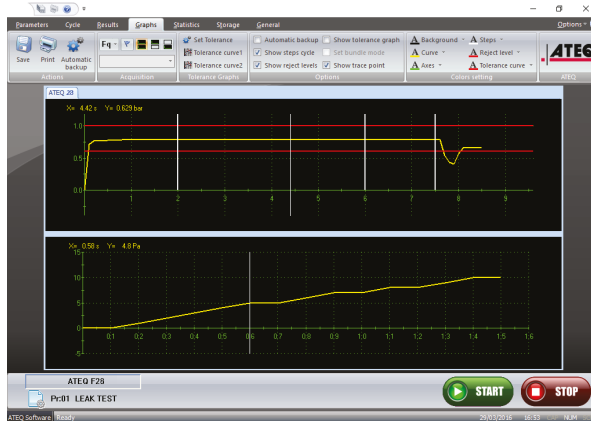 Parameters Cycle Results Graphs Statistics Storage General Options
Save Print Automatic backup
Actions
Fq
Acquisition
Set Tolerance
Tolerance curve1
Tolerance curve2
Tolerance Graphs
Automatic backup Show tolerance graph
Show steps cycle Set bundle mode
Show reject levels Show trace point
Options
Background Steps
Curve Reject level
Axes Tolerance curve
Colors setting
ATEQ
ATEQ
ATEQ 28
X= 4.42 s Y= 0.629 bar
1.0
0.5
0.0
1 2 3 4 5 6 7 8 9
X= 0.58 s Y= 4.8 Pa
15
10
5
0
0.1 0.2 0.3 0.4 0.5 0.6 0.7 0.8 0.9 1.0 1.1 1.2 1.3 1.4 1.5 1.6
-5
ATEQ F28
Pr:01 LEAK TEST
START
STOP
ATEQ Software Ready 29/03/2016 16:53 NUM